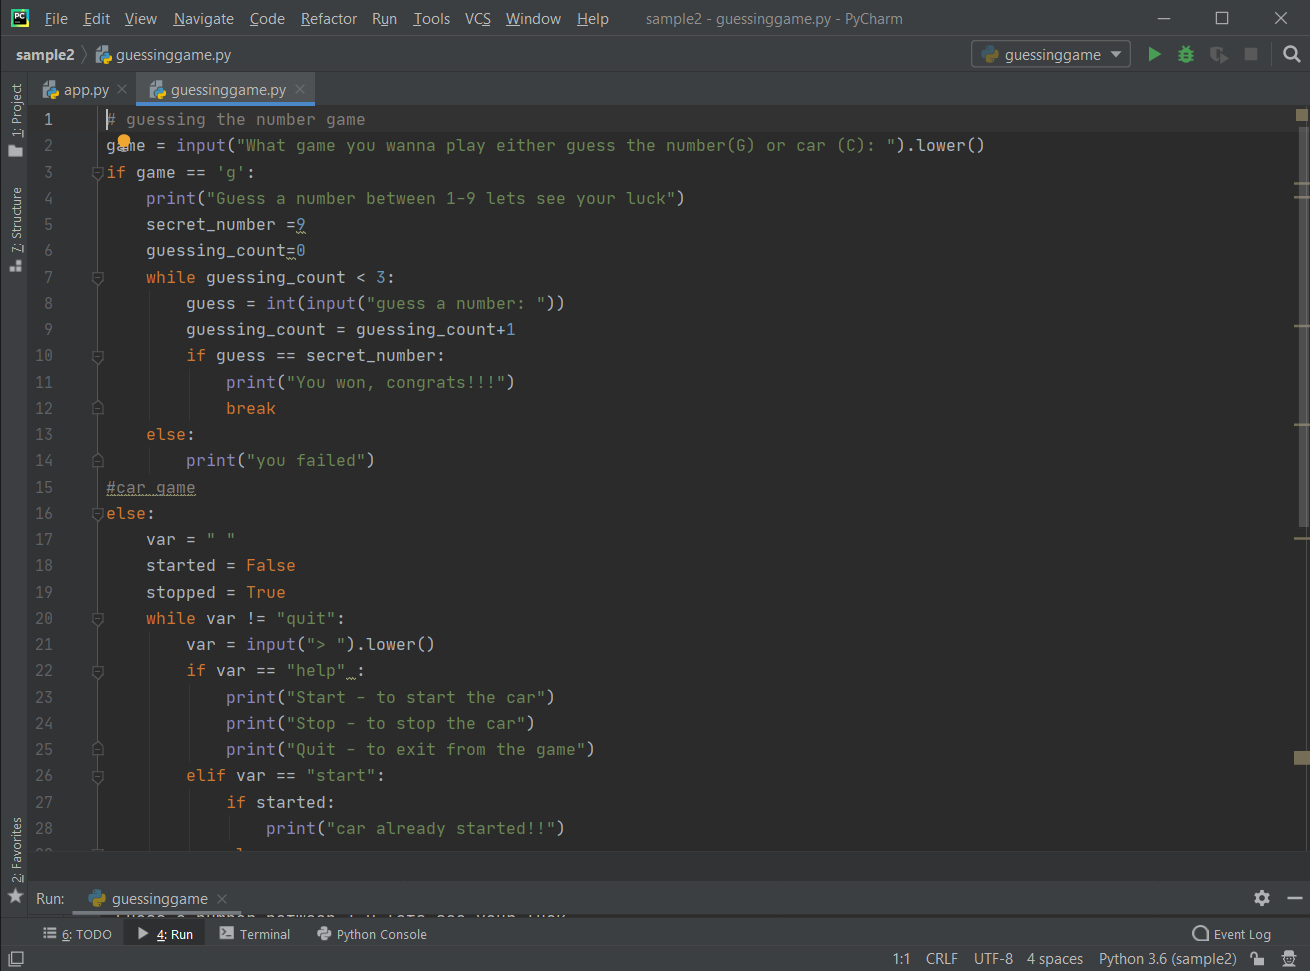 PC File Edit View Navigate Code Refactor Run Tools VCS Window Help sample2 - guessinggame.py - PyCharm
sample2 guessinggame.py guessinggame
app.py guessinggame.py
1: Project
7: Structure
2: Favorites
1 # guessing the number game
2 game = input("What game you wanna play either guess the number(G) or car (C): ").lower()
3 if game == 'g':
4 print("Guess a number between 1-9 lets see your luck")
5 secret_number =9
6 guessing_count=0
7 while guessing_count < 3:
8 guess = int(input("guess a number: "))
9 guessing_count = guessing_count+1
10 if guess == secret_number:
11 print("You won, congrats!!!")
12 break
13 else:
14 print("you failed")
15 #car game
16 else:
17 var = " "
18 started = False
19 stopped = True
20 while var != "quit":
21 var = input("> ").lower()
22 if var == "help" :
23 print("Start - to start the car")
24 print("Stop - to stop the car")
25 print("Quit - to exit from the game")
26 elif var == "start":
27 if started:
28 print("car already started!!")
Run: guessinggame
6: TODO 4: Run Terminal Python Console Event Log
1:1 CRLF UTF-8 4 spaces Python 3.6 (sample2)